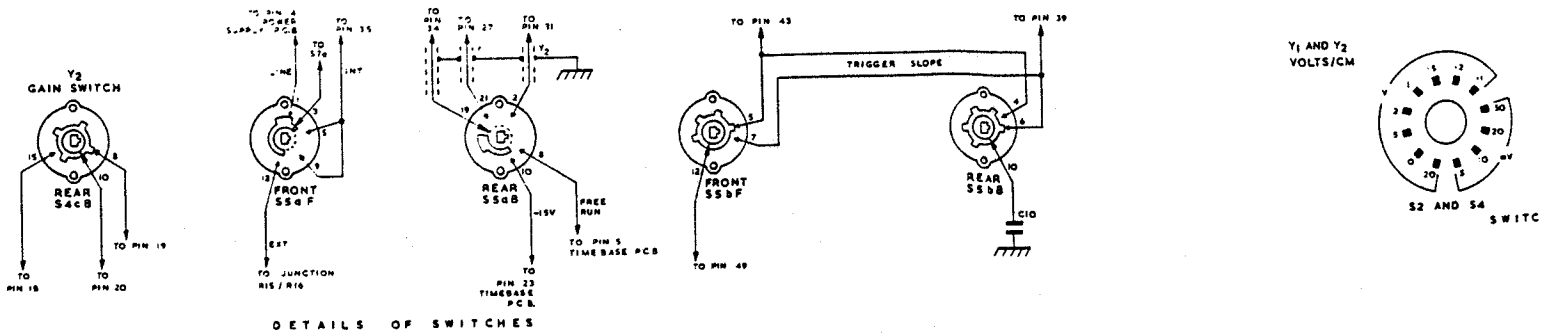 Y2
GAIN SWITCH
15
8
10
REAR
S4cB
TO
PIN 18
TO
PIN 20
TO PIN 19
TO PIN 4
POWER
SUPPLY P.C.B
TO
S7a
TO
PIN 35
LINE
INT
3
5
9
12
FRONT
S5aF
EXT
TO JUNCTION
R15 / R16
TO
PIN
34
TO
PIN 27
TO
PIN 31
Y2
19
21
2
8
10
REAR
S5aB
-15V
FREE
RUN
TO PIN 5
TIMEBASE P.C.B
TO
PIN 23
TIMEBASE
P.C.B.
TO PIN 43
TO PIN 39
TRIGGER SLOPE
5
7
12
FRONT
S5bF
TO PIN 49
4
6
10
REAR
S5bB
C10
Y1 AND Y2
VOLTS/CM
V
·5
·2
·1
50
20
10
mV
5
20
10
5
2
1
S2 AND S4
SWITC
DETAILS OF SWITCHES